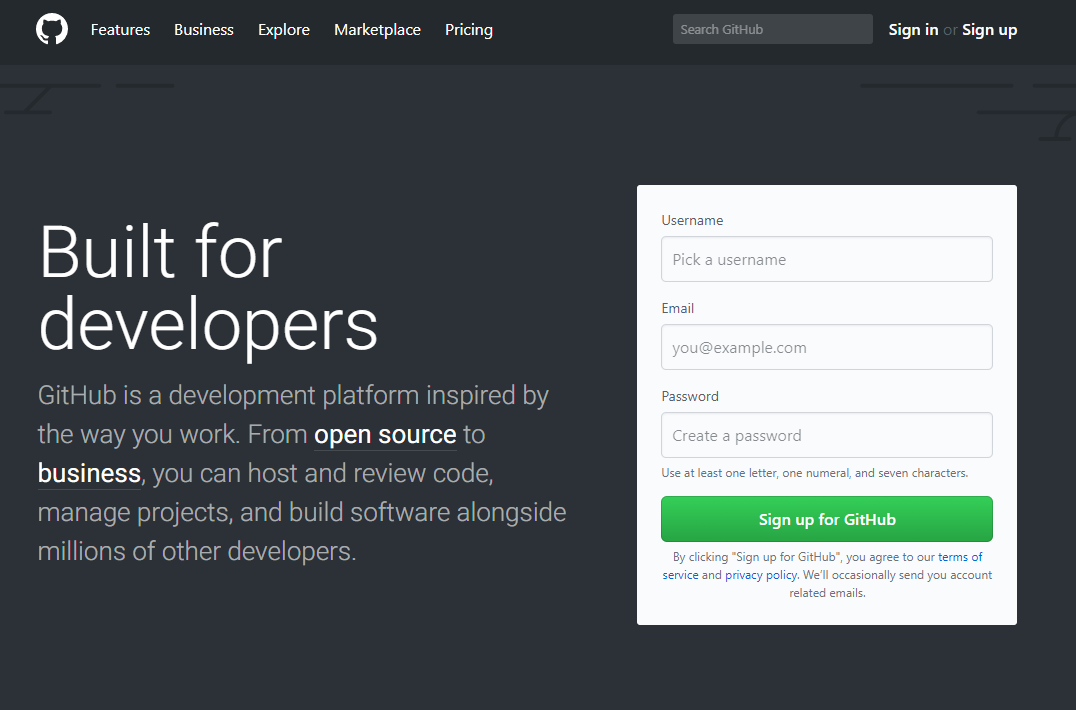 Features Business Explore Marketplace Pricing Search GitHub Sign in or Sign up
Built for
developers
GitHub is a development platform inspired by
the way you work. From open source to
business, you can host and review code,
manage projects, and build software alongside
millions of other developers.
Username
Pick a username
Email
you@example.com
Password
Create a password
Use at least one letter, one numeral, and seven characters.
Sign up for GitHub
By clicking "Sign up for GitHub", you agree to our terms of
service and privacy policy. We’ll occasionally send you account
related emails.